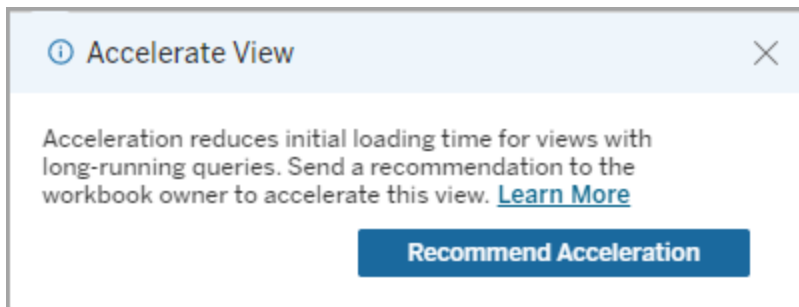 Accelerate View
Acceleration reduces initial loading time for views with
long-running queries. Send a recommendation to the
workbook owner to accelerate this view. Learn More
Recommend Acceleration